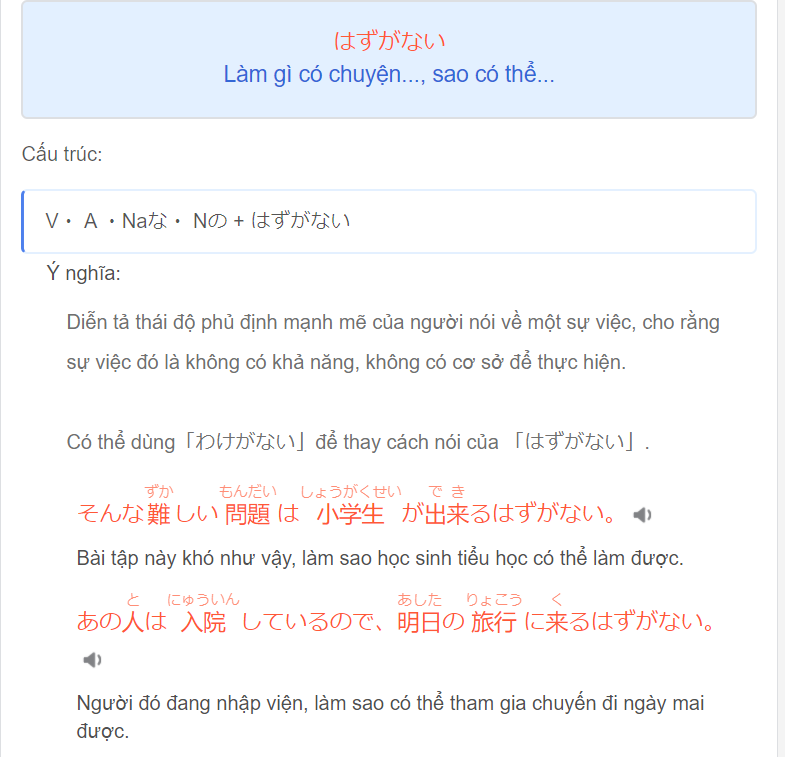 はずがない
Làm gì có chuyện..., sao có thể...
Cấu trúc:
V・ A ・Naな・ Nの + はずがない
Ý nghĩa:
Diễn tả thái độ phủ định mạnh mẽ của người nói về một sự việc, cho rằng
sự việc đó là không có khả năng, không có cơ sở để thực hiện.
Có thể dùng「わけがない」để thay cách nói của 「はずがない」.
ずか もんだい しょうがくせい で き
そんな難しい 問題 は 小学生 が出来るはずがない。
Bài tập này khó như vậy, làm sao học sinh tiểu học có thể làm được.
と にゅういん あした りょこう く
あの人は 入院 しているので、明日の 旅行 に来るはずがない。
Người đó đang nhập viện, làm sao có thể tham gia chuyến đi ngày mai
được.